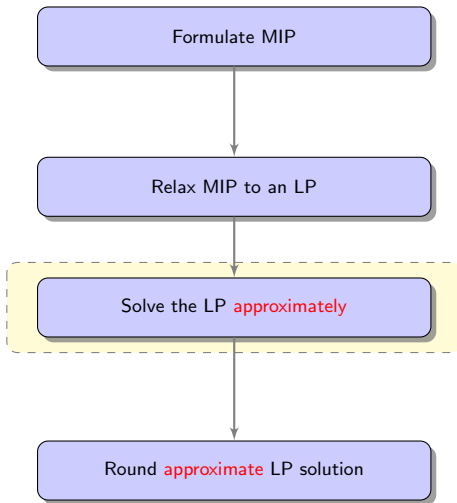 Formulate MIP
Relax MIP to an LP
Solve the LP approximately
Round approximate LP solution